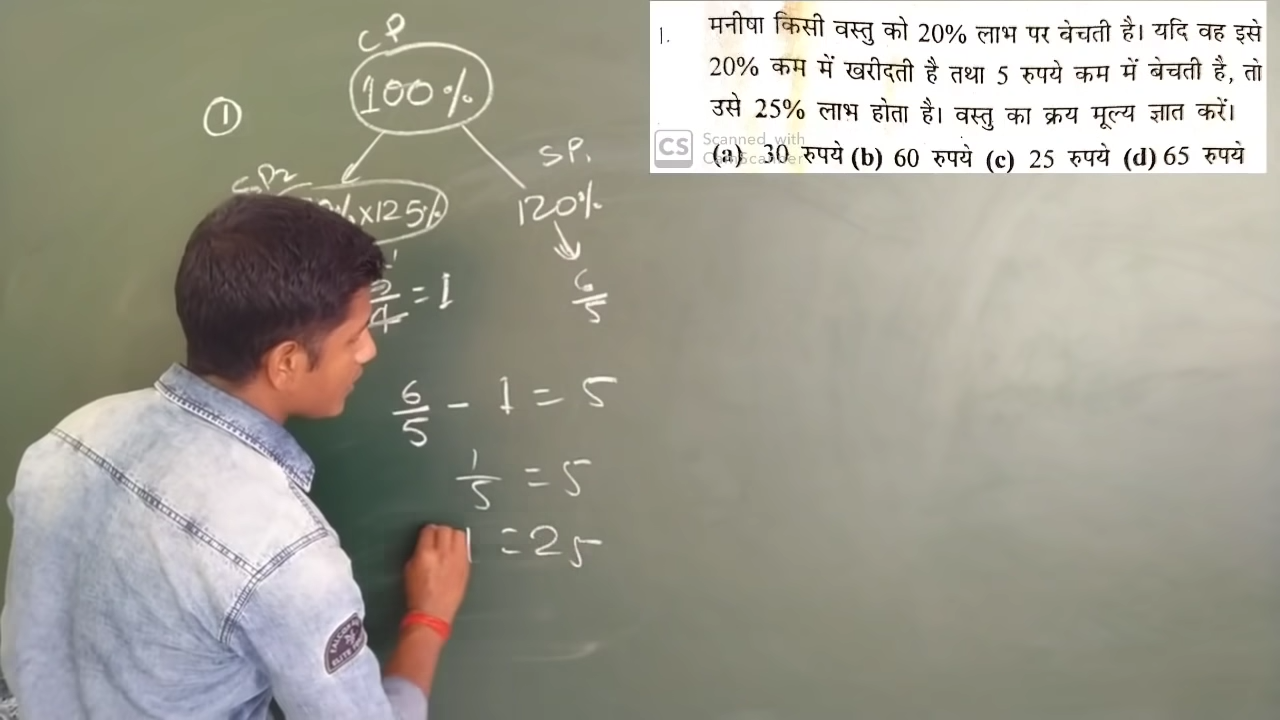 1. मनीषा किसी वस्तु को 20% लाभ पर बेचती है। यदि वह इसे
20% कम में खरीदती है तथा 5 रुपये कम में बेचती है, तो
उसे 25% लाभ होता है। वस्तु का क्रय मूल्य ज्ञात करें।
(a) 30 रुपये (b) 60 रुपये (c) 25 रुपये (d) 65 रुपये
CS Scanned with
CamScanner
CP
100%
①
SP.
%x125%
120%
= 1
6/5
6/5 - 1 = 5
1/5 = 5
1 = 25